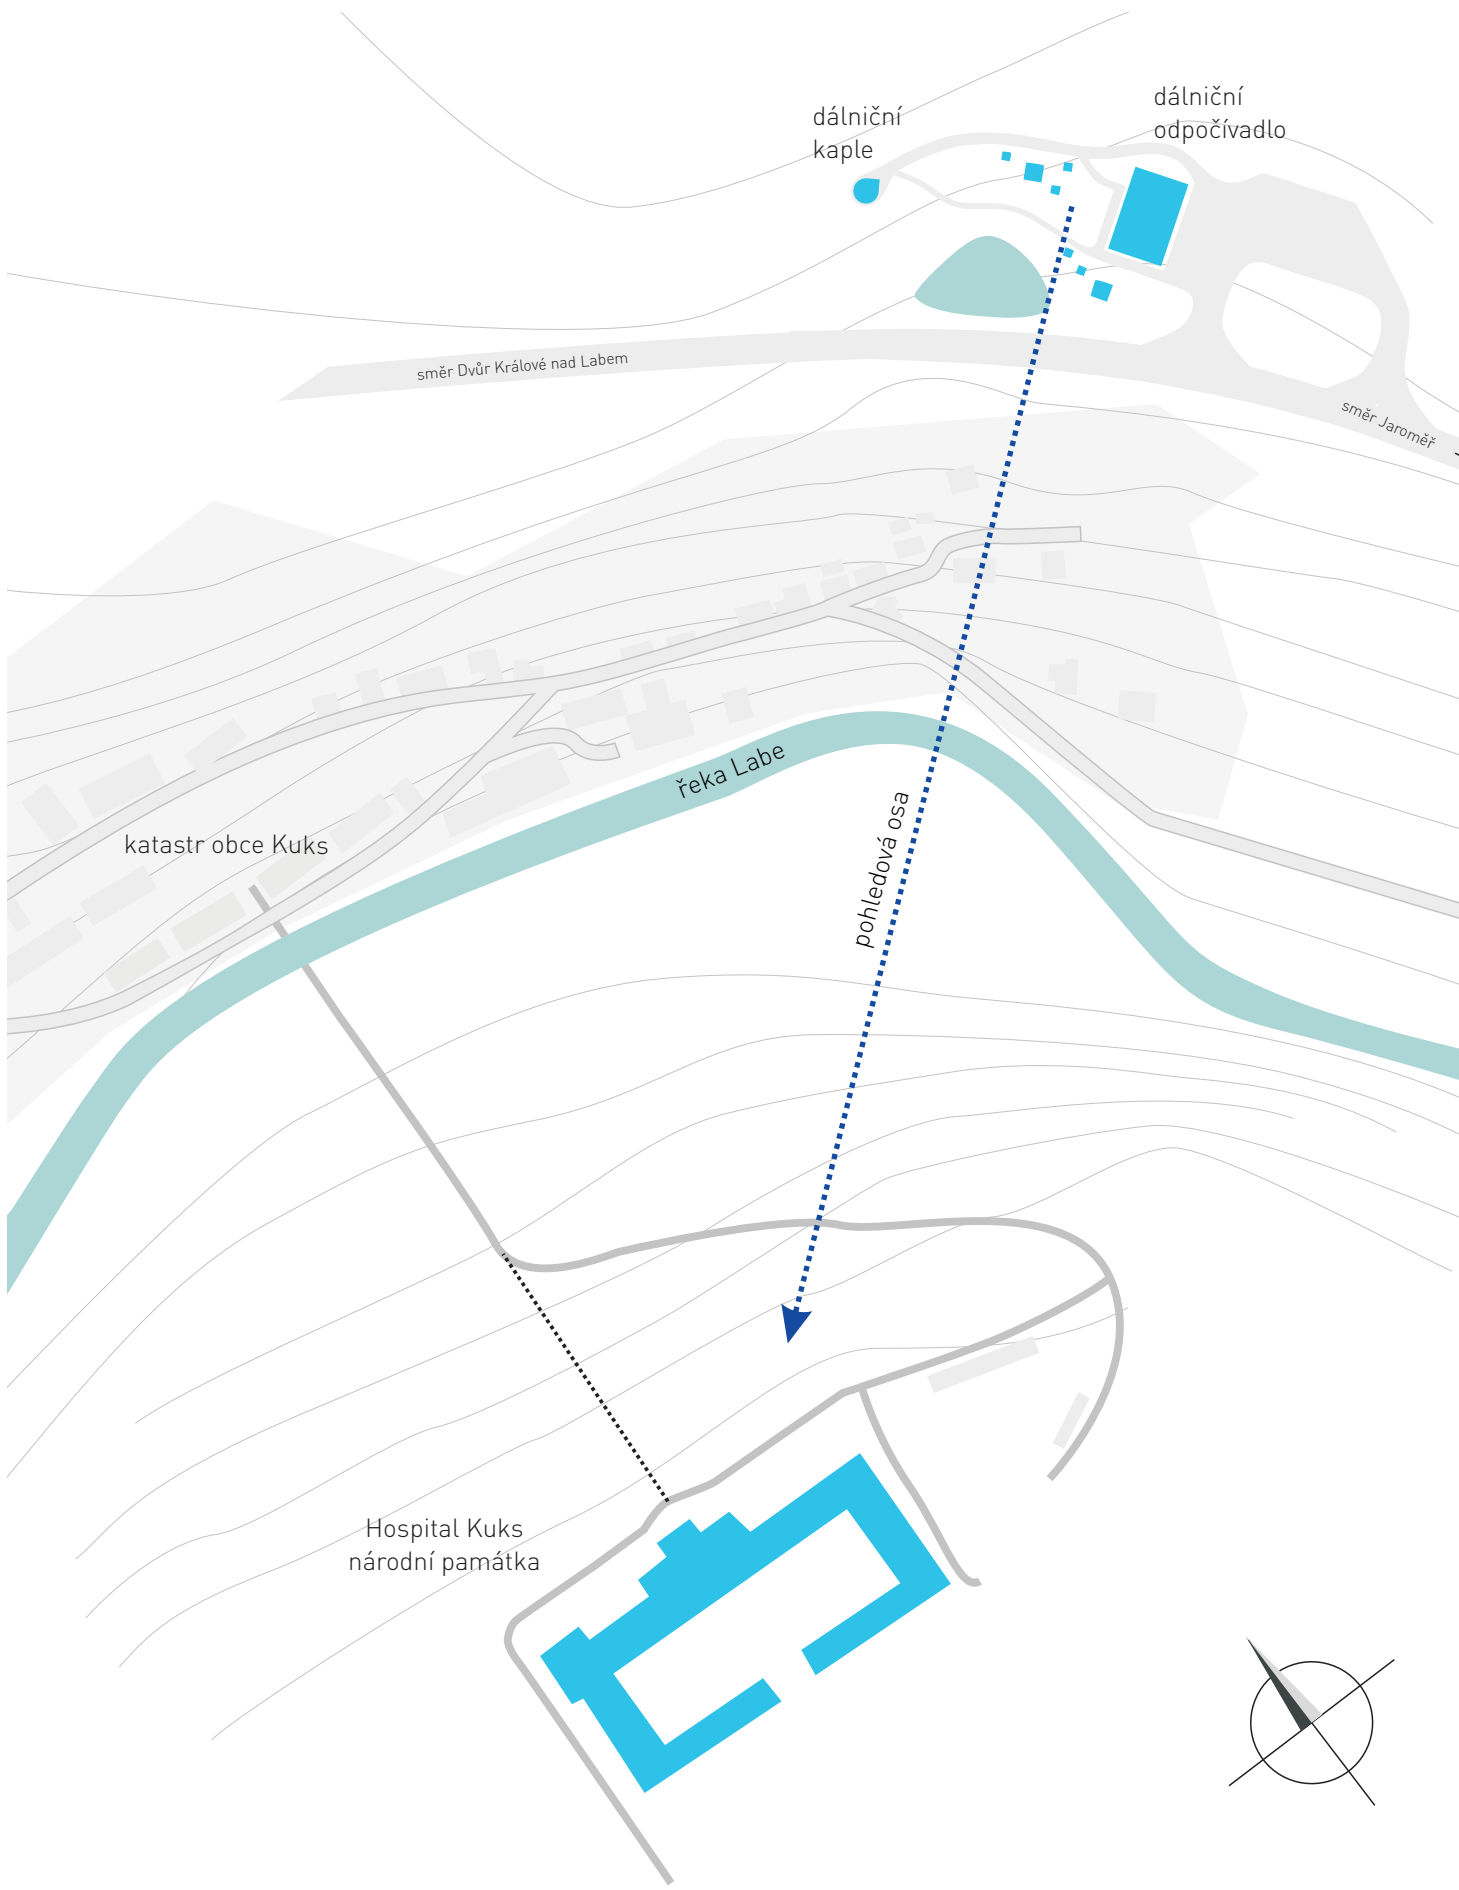 dálniční
kaple
dálniční
odpočívadlo
směr Dvůr Králové nad Labem
směr Jaroměř
řeka Labe
pohledová osa
katastr obce Kuks
Hospital Kuks
národní památka